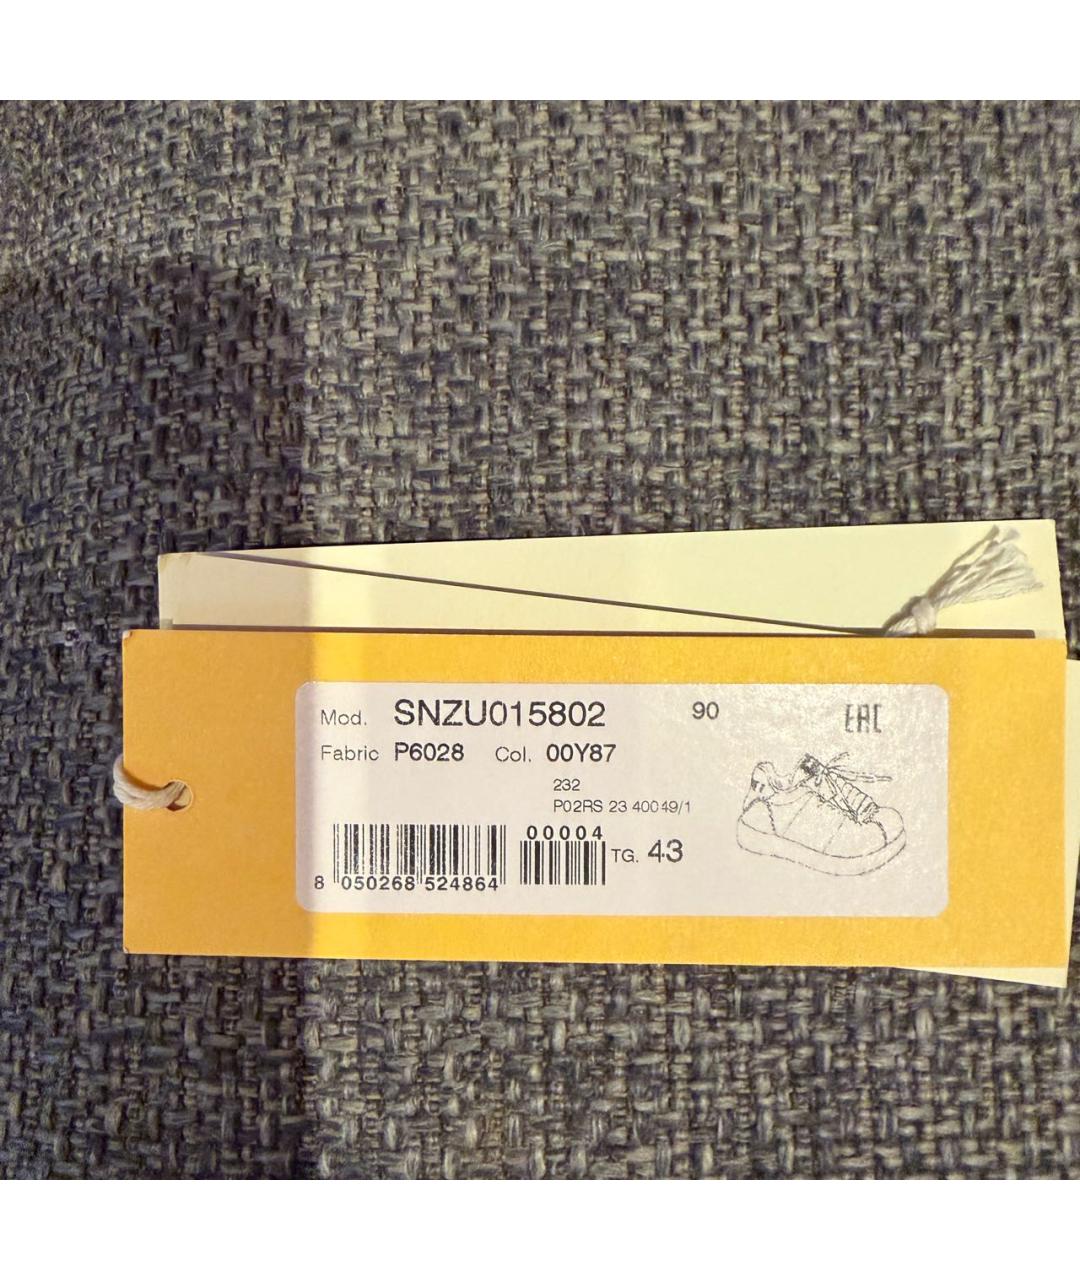 Mod. SNZU015802 90 EAC
Fabric P6028 Col. 00Y87
232
P02RS 23 40049/1
00004
TG. 43
8 050268 524864